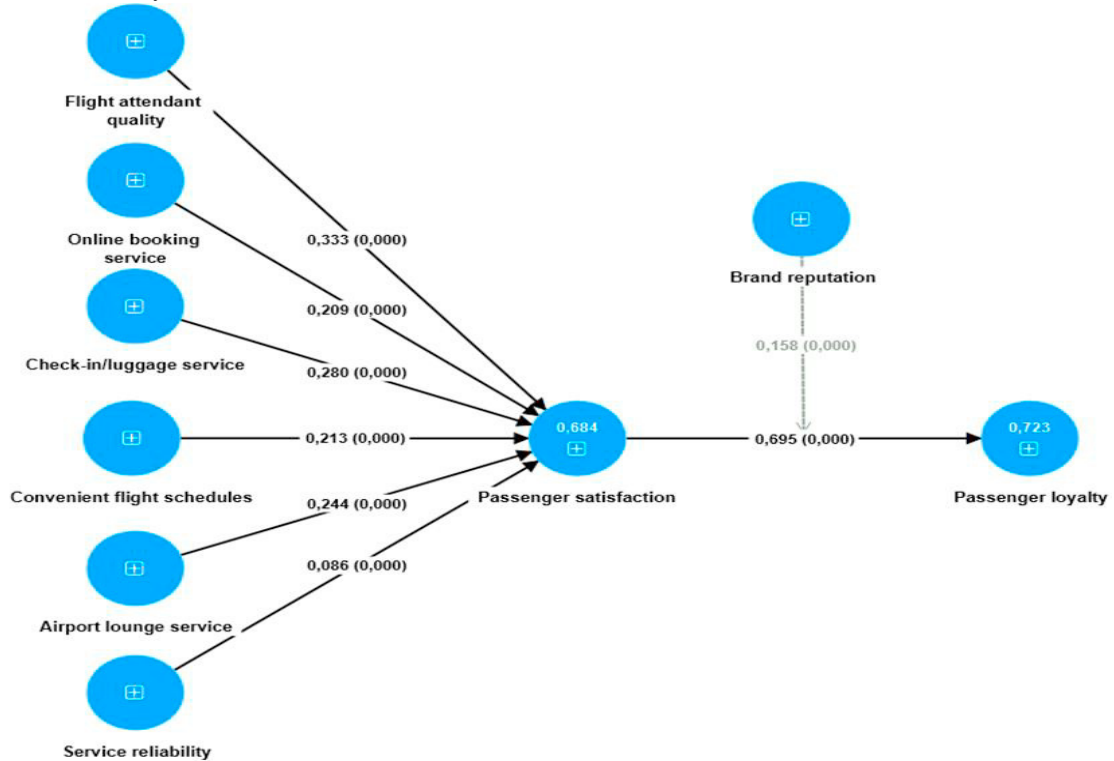 Flight attendant
quality
Online booking
service
Check-in/luggage service
Convenient flight schedules
Airport lounge service
Service reliability
0,333 (0,000)
0,209 (0,000)
0,280 (0,000)
0,213 (0,000)
0,244 (0,000)
0,086 (0,000)
0,684
Passenger satisfaction
Brand reputation
0,158 (0,000)
0,695 (0,000)
0,723
Passenger loyalty